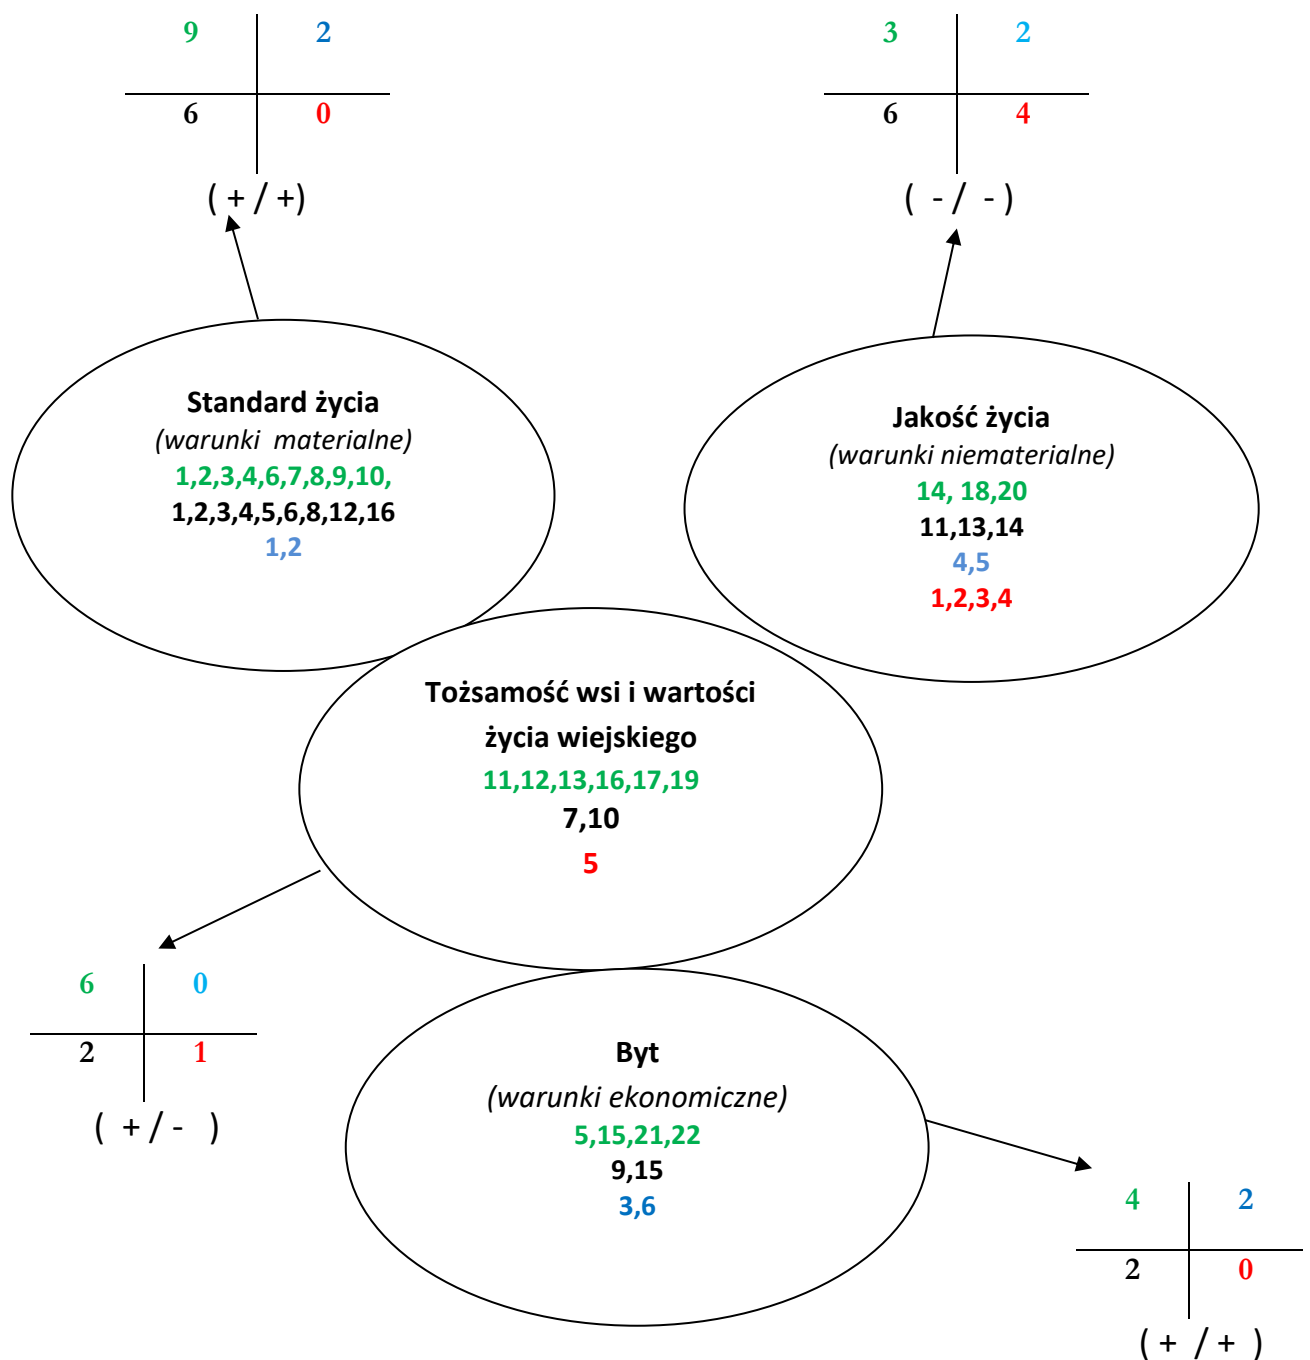 9 2
6 0
( + / +)
3 2
6 4
( - / - )
Standard życia
(warunki materialne)
1,2,3,4,6,7,8,9,10,
1,2,3,4,5,6,8,12,16
1,2
Jakość życia
(warunki niematerialne)
14, 18,20
11,13,14
4,5
1,2,3,4
Tożsamość wsi i wartości
życia wiejskiego
11,12,13,16,17,19
7,10
5
6 0
2 1
( + / - )
Byt
(warunki ekonomiczne)
5,15,21,22
9,15
3,6
4 2
2 0
( + / + )